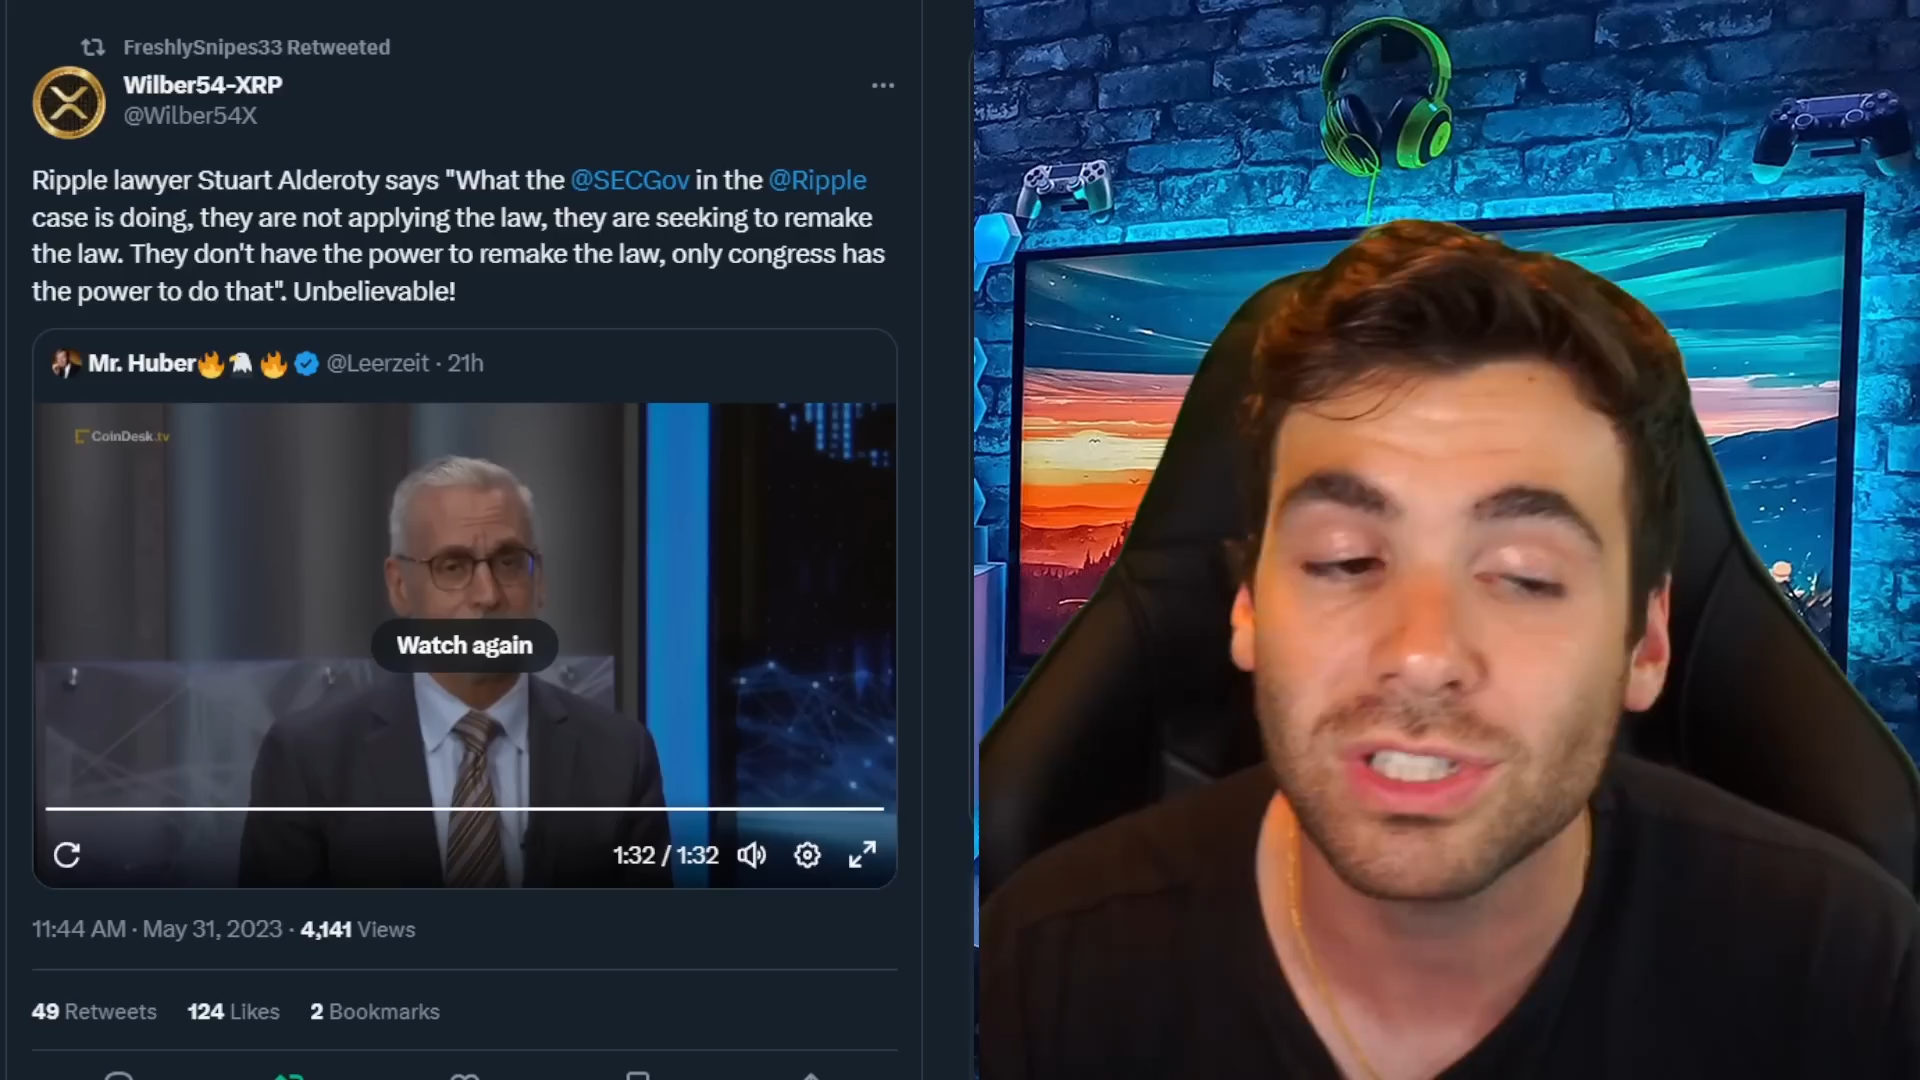 FreshlySnipes33 Retweeted
Wilber54-XRP
@Wilber54X
Ripple lawyer Stuart Alderoty says "What the @SECGov in the @Ripple
case is doing, they are not applying the law, they are seeking to remake
the law. They don't have the power to remake the law, only congress has
the power to do that". Unbelievable!
Mr. Huber🔥🦅🔥 @Leerzeit · 21h
CoinDesk.tv
Watch again
1:32 / 1:32
11:44 AM · May 31, 2023 · 4,141 Views
49 Retweets 124 Likes 2 Bookmarks